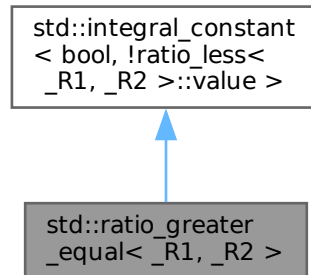 std::integral_constant
< bool, !ratio_less<
_R1, _R2 >::value >
std::ratio_greater
_equal< _R1, _R2 >